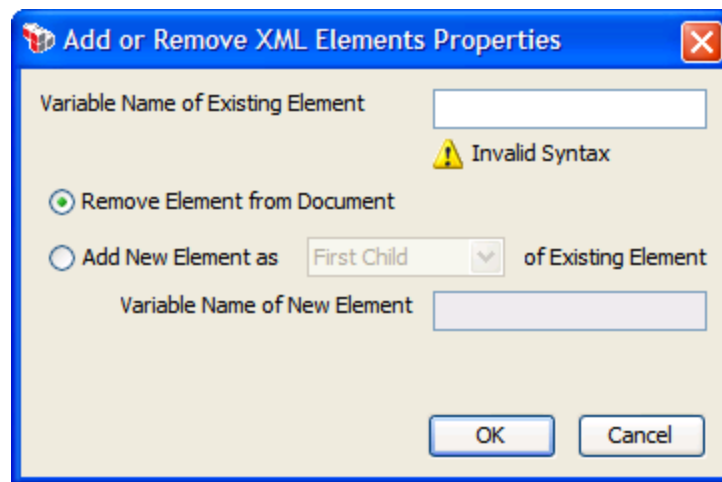 Add or Remove XML Elements Properties
Variable Name of Existing Element
Invalid Syntax
Remove Element from Document
Add New Element as First Child of Existing Element
Variable Name of New Element
OK Cancel